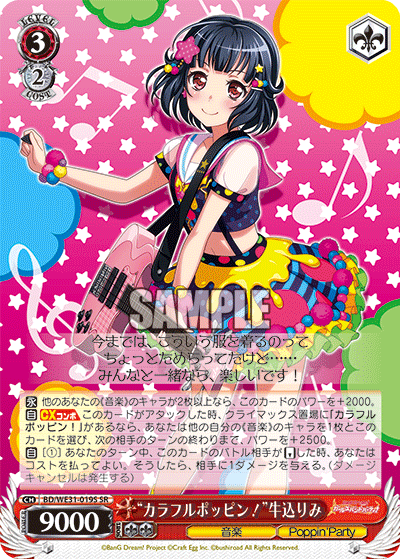 LEVEL
3
2
COST
SAMPLE
今までは、こういう服を着るのって
ちょっとためらってたけど……
みんなと一緒なら、楽しいです！
永 他のあなたの《音楽》のキャラが2枚以上なら、このカードのパワーを+2000。
自 CXコンボ このカードがアタックした時、クライマックス置場に「カラフル
ポッピン！」があるなら、あなたは他の自分の《音楽》のキャラを1枚とこの
カードを選び、次の相手のターンの終わりまで、パワーを+2500。
自 [(1)] あなたのターン中、このカードのバトル相手が した時、あなたは
コストを払ってよい。そうしたら、相手に1ダメージを与える。（ダメージ
キャンセルは発生する）
CH BD/WE31-019S SR
“カラフルポッピン！”牛込りみ
9000
音楽
Poppin'Party
©BanG Dream! Project ©Craft Egg Inc. ©bushiroad All Rights Reserved.